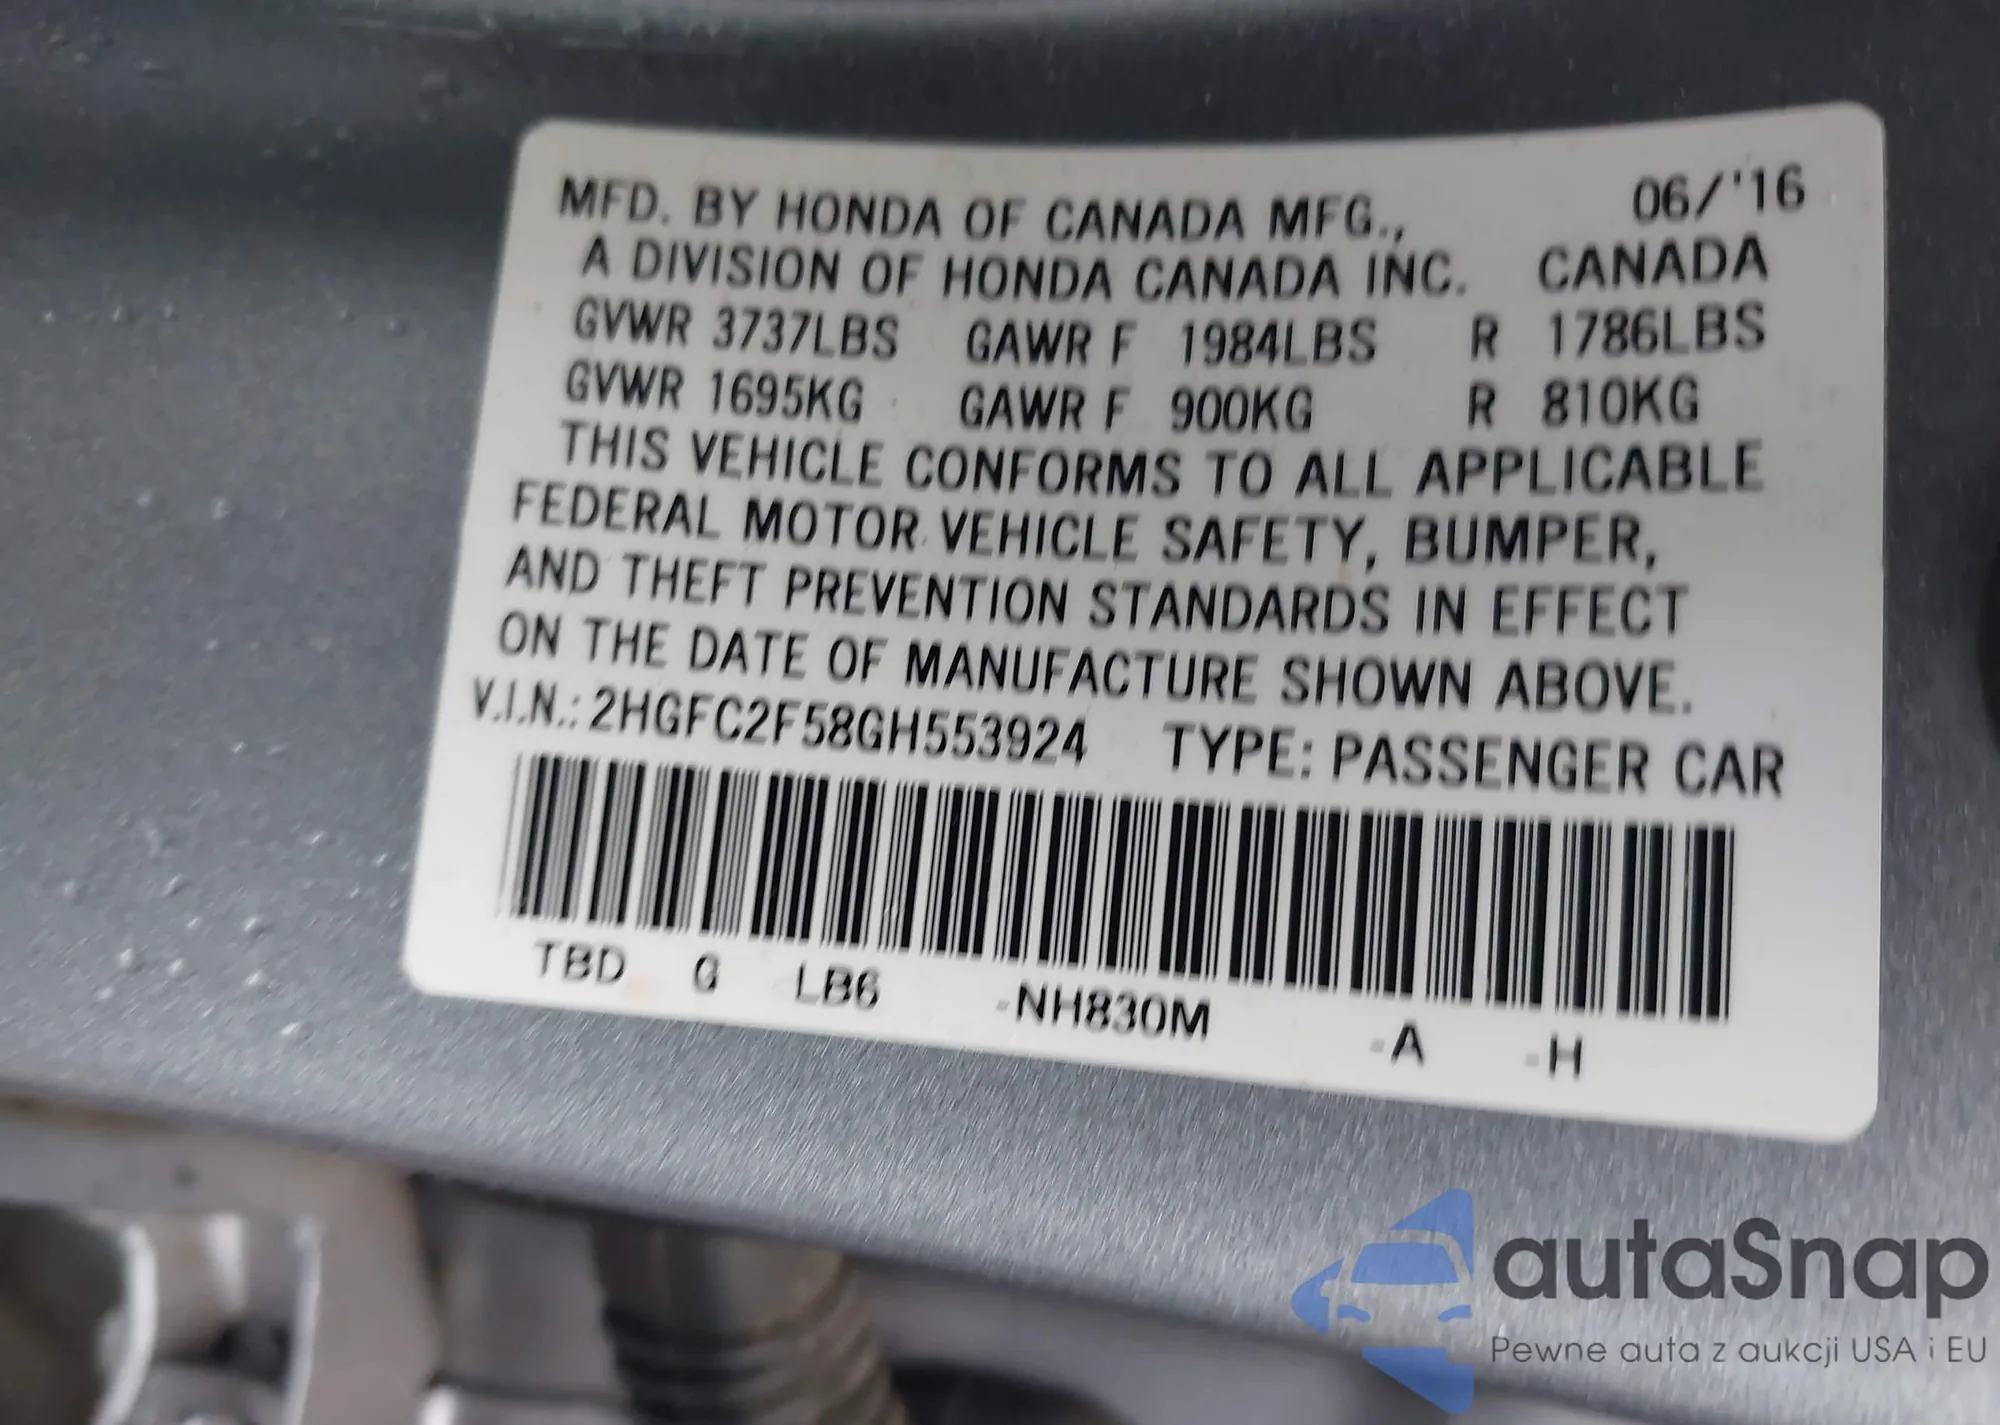 MFD. BY HONDA OF CANADA MFG., 06/'16
A DIVISION OF HONDA CANADA INC. CANADA
GVWR 3737LBS GAWR F 1984LBS R 1786LBS
GVWR 1695KG GAWR F 900KG R 810KG
THIS VEHICLE CONFORMS TO ALL APPLICABLE
FEDERAL MOTOR VEHICLE SAFETY, BUMPER,
AND THEFT PREVENTION STANDARDS IN EFFECT
ON THE DATE OF MANUFACTURE SHOWN ABOVE.
V.I.N.: 2HGFC2F58GH553924 TYPE: PASSENGER CAR
TBD G LB6 -NH830M -A -H
autaSnap
Pewne auta z aukcji USA i EU